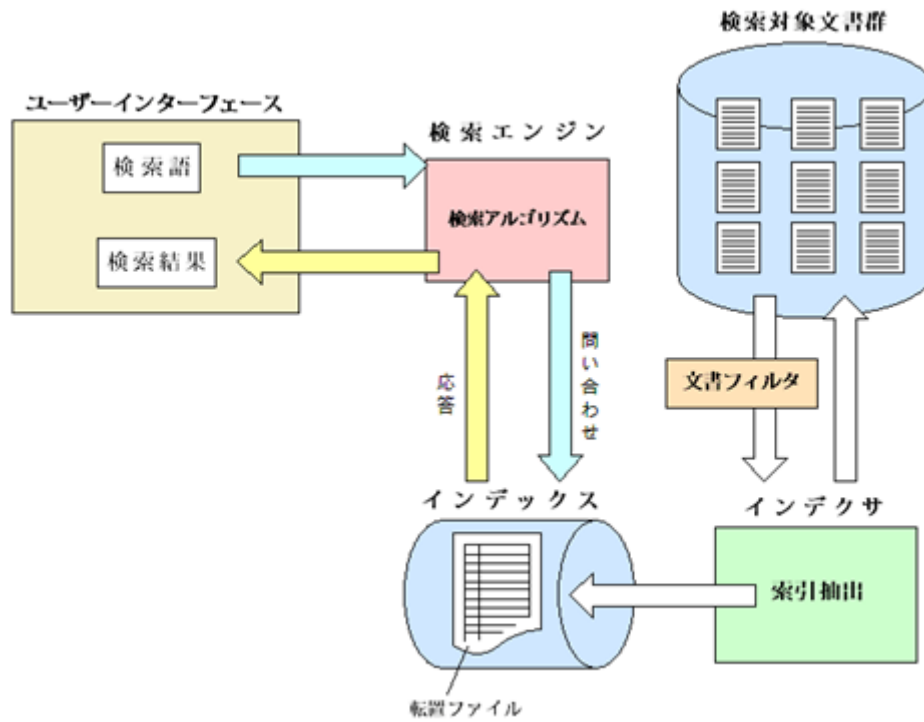 検索対象文書群
ユーザーインターフェース
検索エンジン
検索語
検索アルゴリズム
検索結果
応答
問い合わせ
文書フィルタ
インデックス
インデクサ
索引抽出
転置ファイル